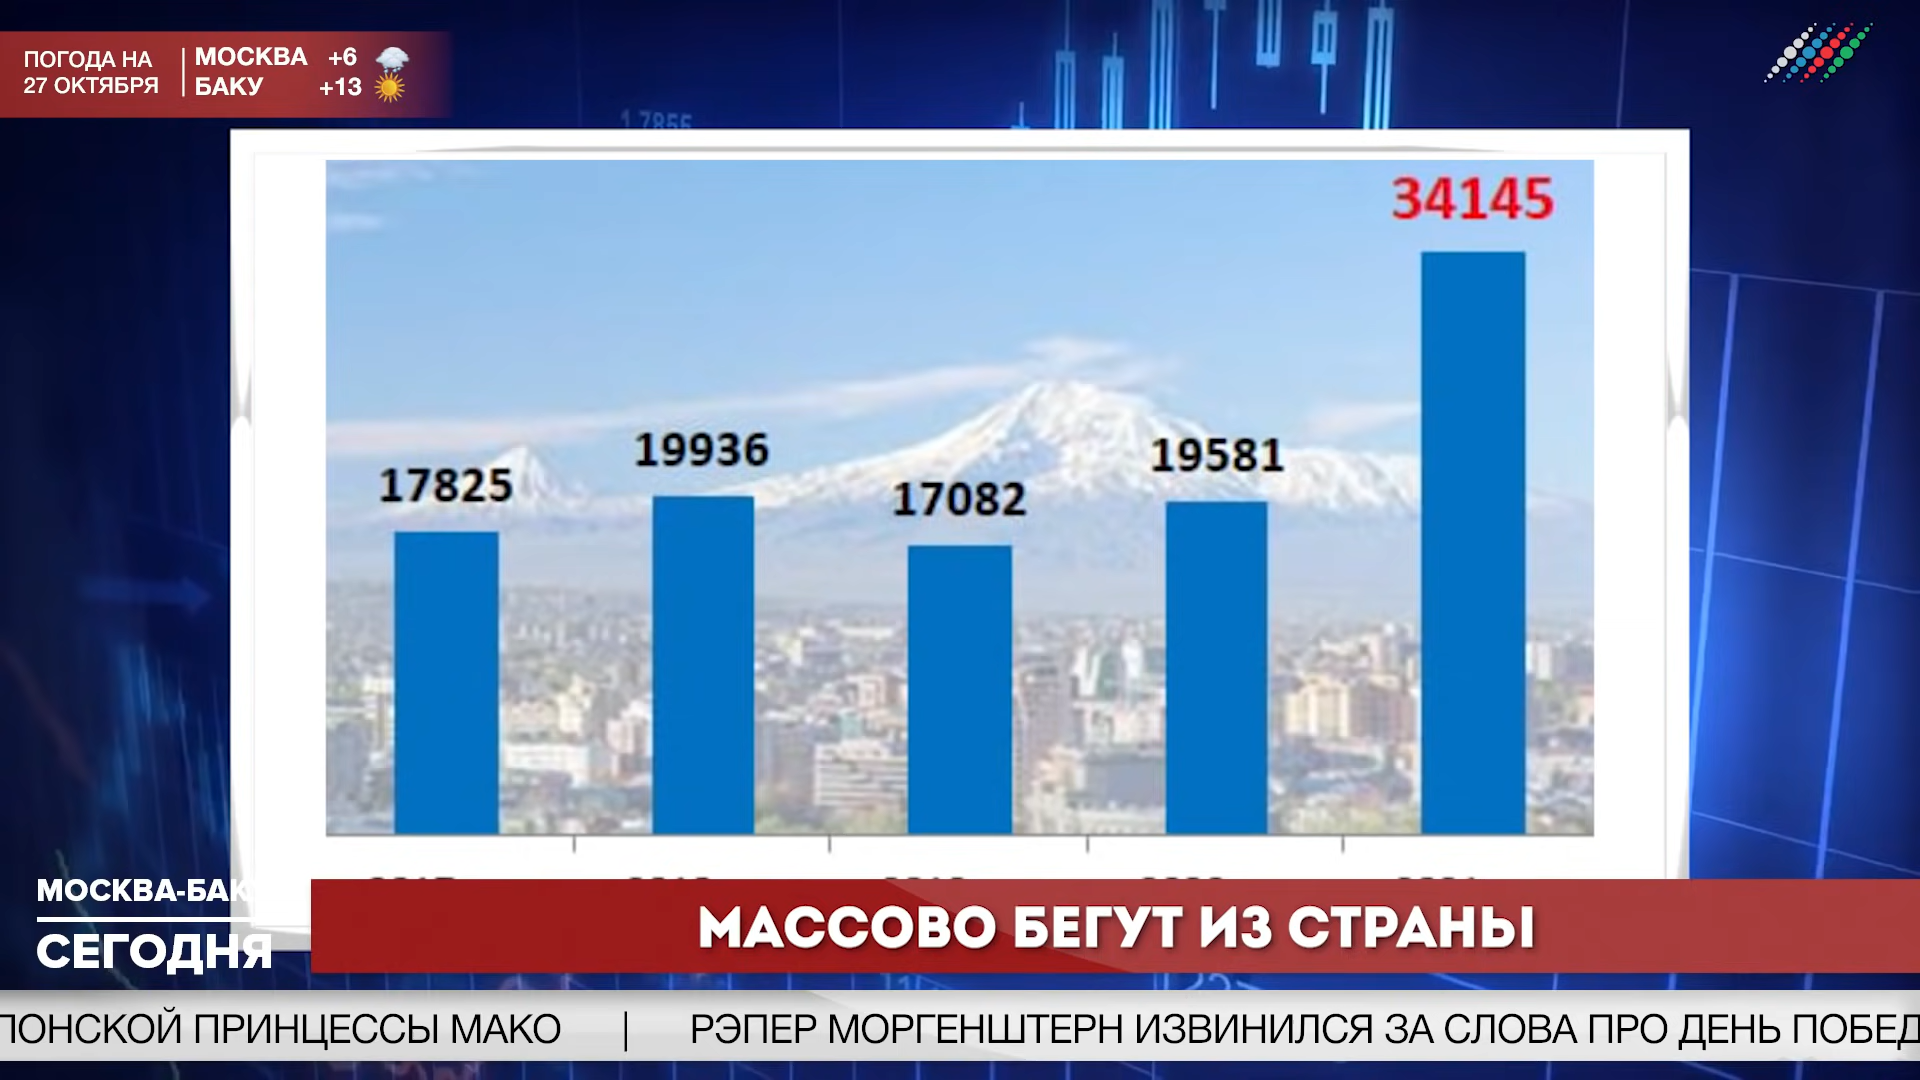 ПОГОДА НА
27 ОКТЯБРЯ
МОСКВА +6
БАКУ +13
34145
17825
19936
17082
19581
МОСКВА-БАК
СЕГОДНЯ
МАССОВО БЕГУТ ИЗ СТРАНЫ
ПОНСКОЙ ПРИНЦЕССЫ МАКО | РЭПЕР МОРГЕНШТЕРН ИЗВИНИЛСЯ ЗА СЛОВА ПРО ДЕНЬ ПОБЕД